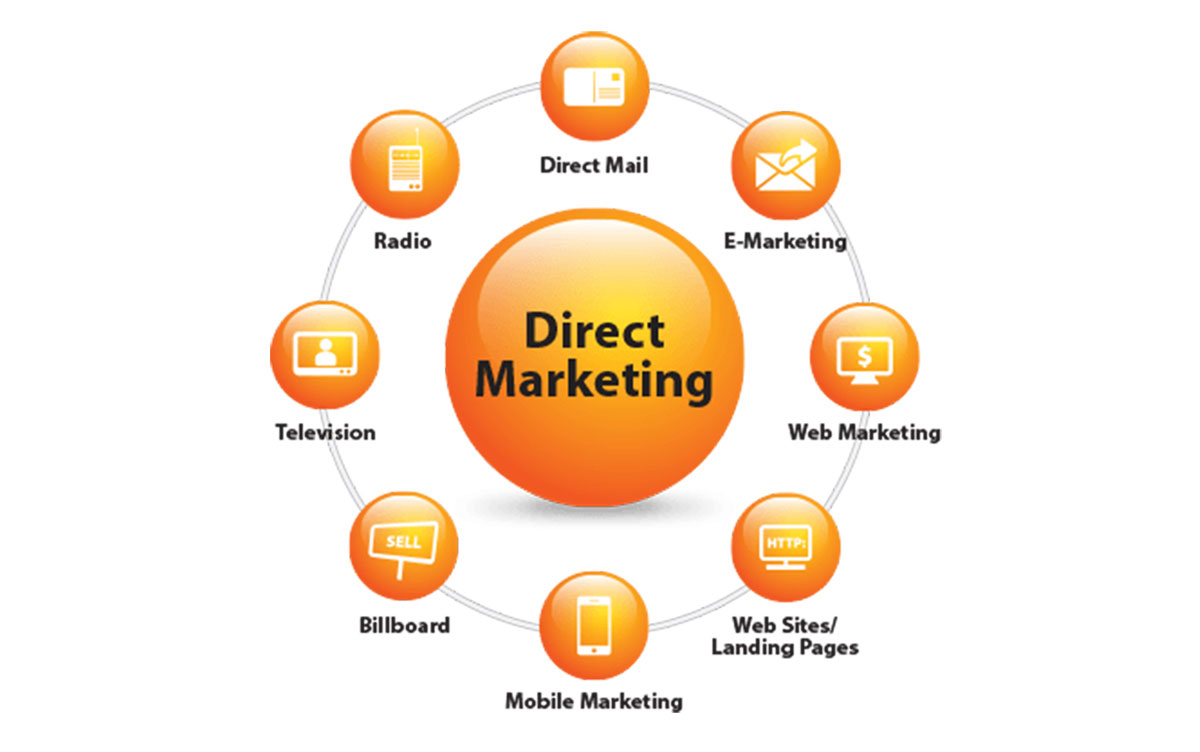 Direct Mail
E-Marketing
Radio
Direct
Marketing
$
Television
Web Marketing
SELL
HTTP:
Billboard
Web Sites/
Landing Pages
Mobile Marketing